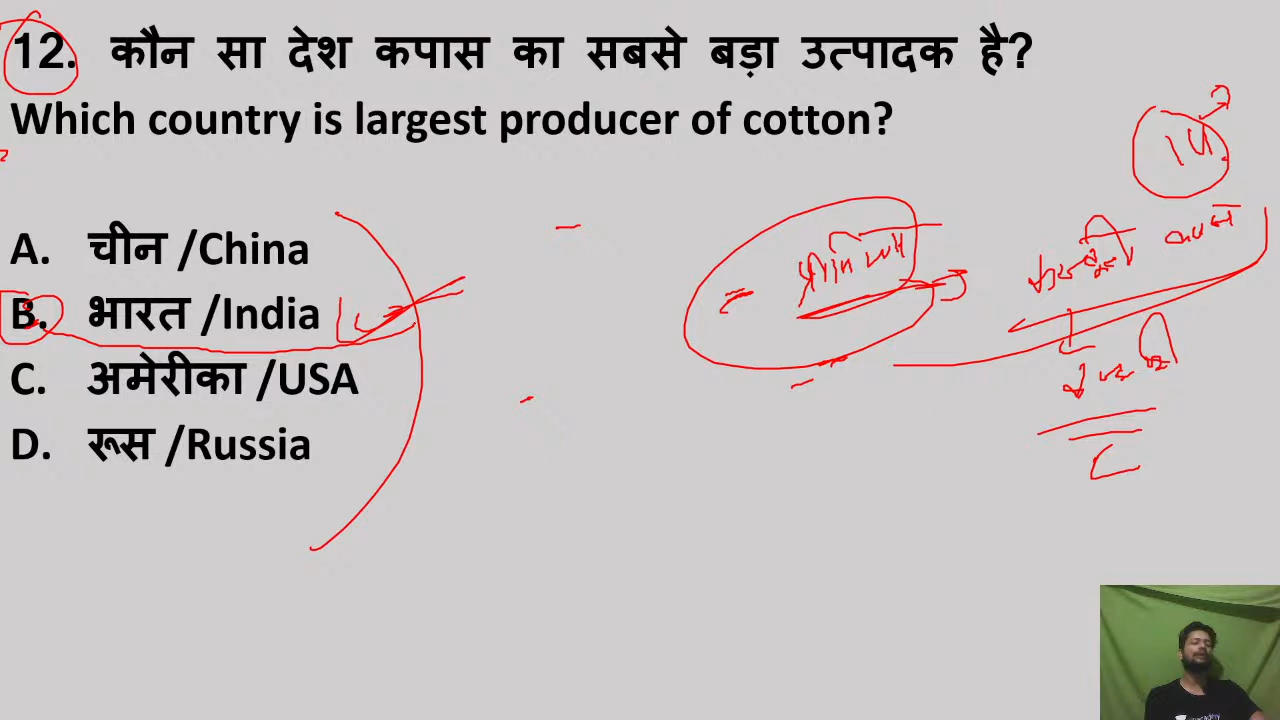 12. कौन सा देश कपास का सबसे बड़ा उत्पादक है?
Which country is largest producer of cotton?
A. चीन /China
B. भारत /India
C. अमेरीका /USA
D. रूस /Russia